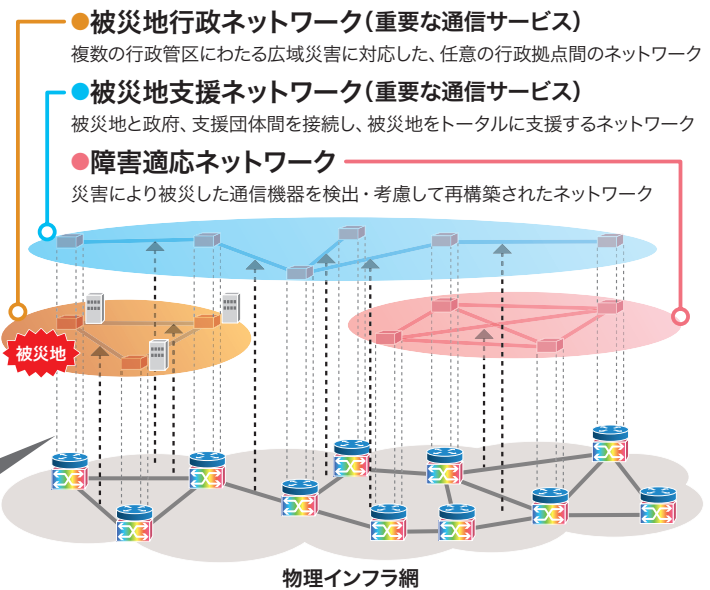 ●被災地行政ネットワーク(重要な通信サービス)
複数の行政管区にわたる広域災害に対応した、任意の行政拠点間のネットワーク
●被災地支援ネットワーク(重要な通信サービス)
被災地と政府、支援団体間を接続し、被災地をトータルに支援するネットワーク
●障害適応ネットワーク
災害により被災した通信機器を検出・考慮して再構築されたネットワーク
被災地
物理インフラ網